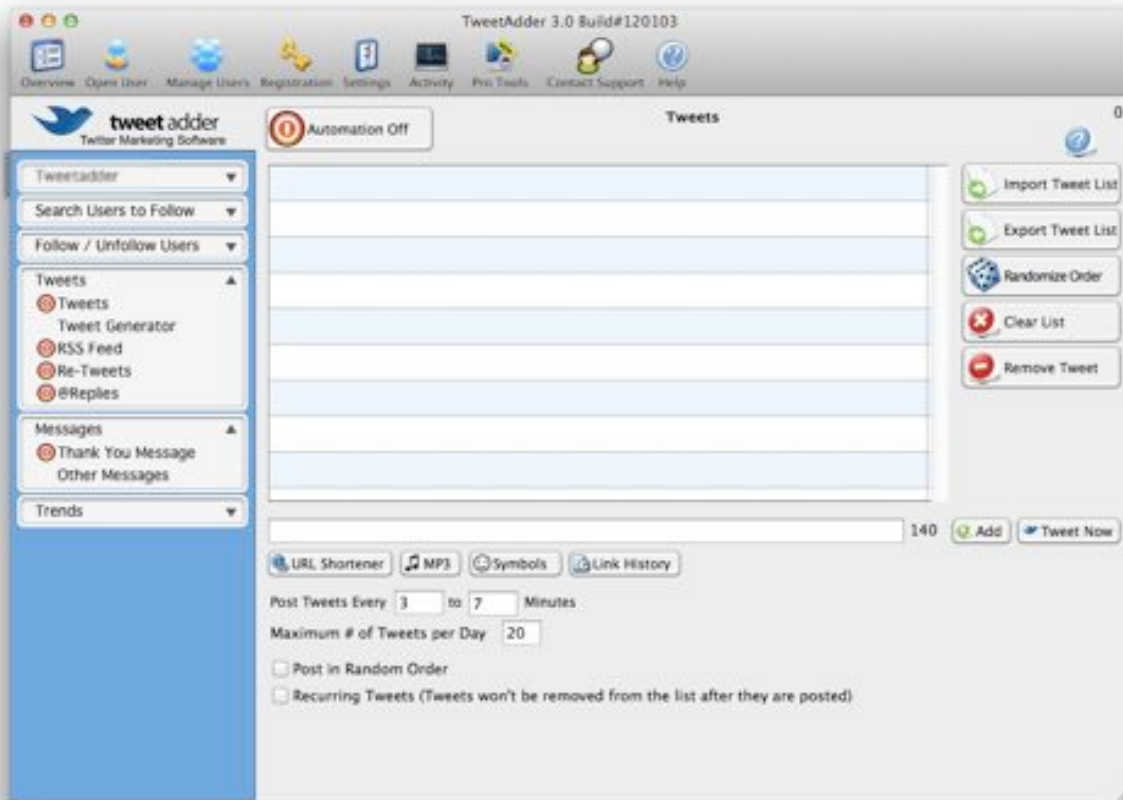 TweetAdder 3.0 Build#120103
Overview Open User Manage Users Registration Settings Activity Pro Tools Contact Support Help
tweet adder
Twitter Marketing Software
Automation Off
Tweets
0
Tweetadder
Search Users to Follow
Follow / Unfollow Users
Tweets
Tweets
Tweet Generator
RSS Feed
Re-Tweets
@Replies
Messages
Thank You Message
Other Messages
Trends
Import Tweet List
Export Tweet List
Randomize Order
Clear List
Remove Tweet
140 Add Tweet Now
URL Shortener MP3 Symbols Link History
Post Tweets Every 3 to 7 Minutes
Maximum # of Tweets per Day 20
Post in Random Order
Recurring Tweets (Tweets won't be removed from the list after they are posted)